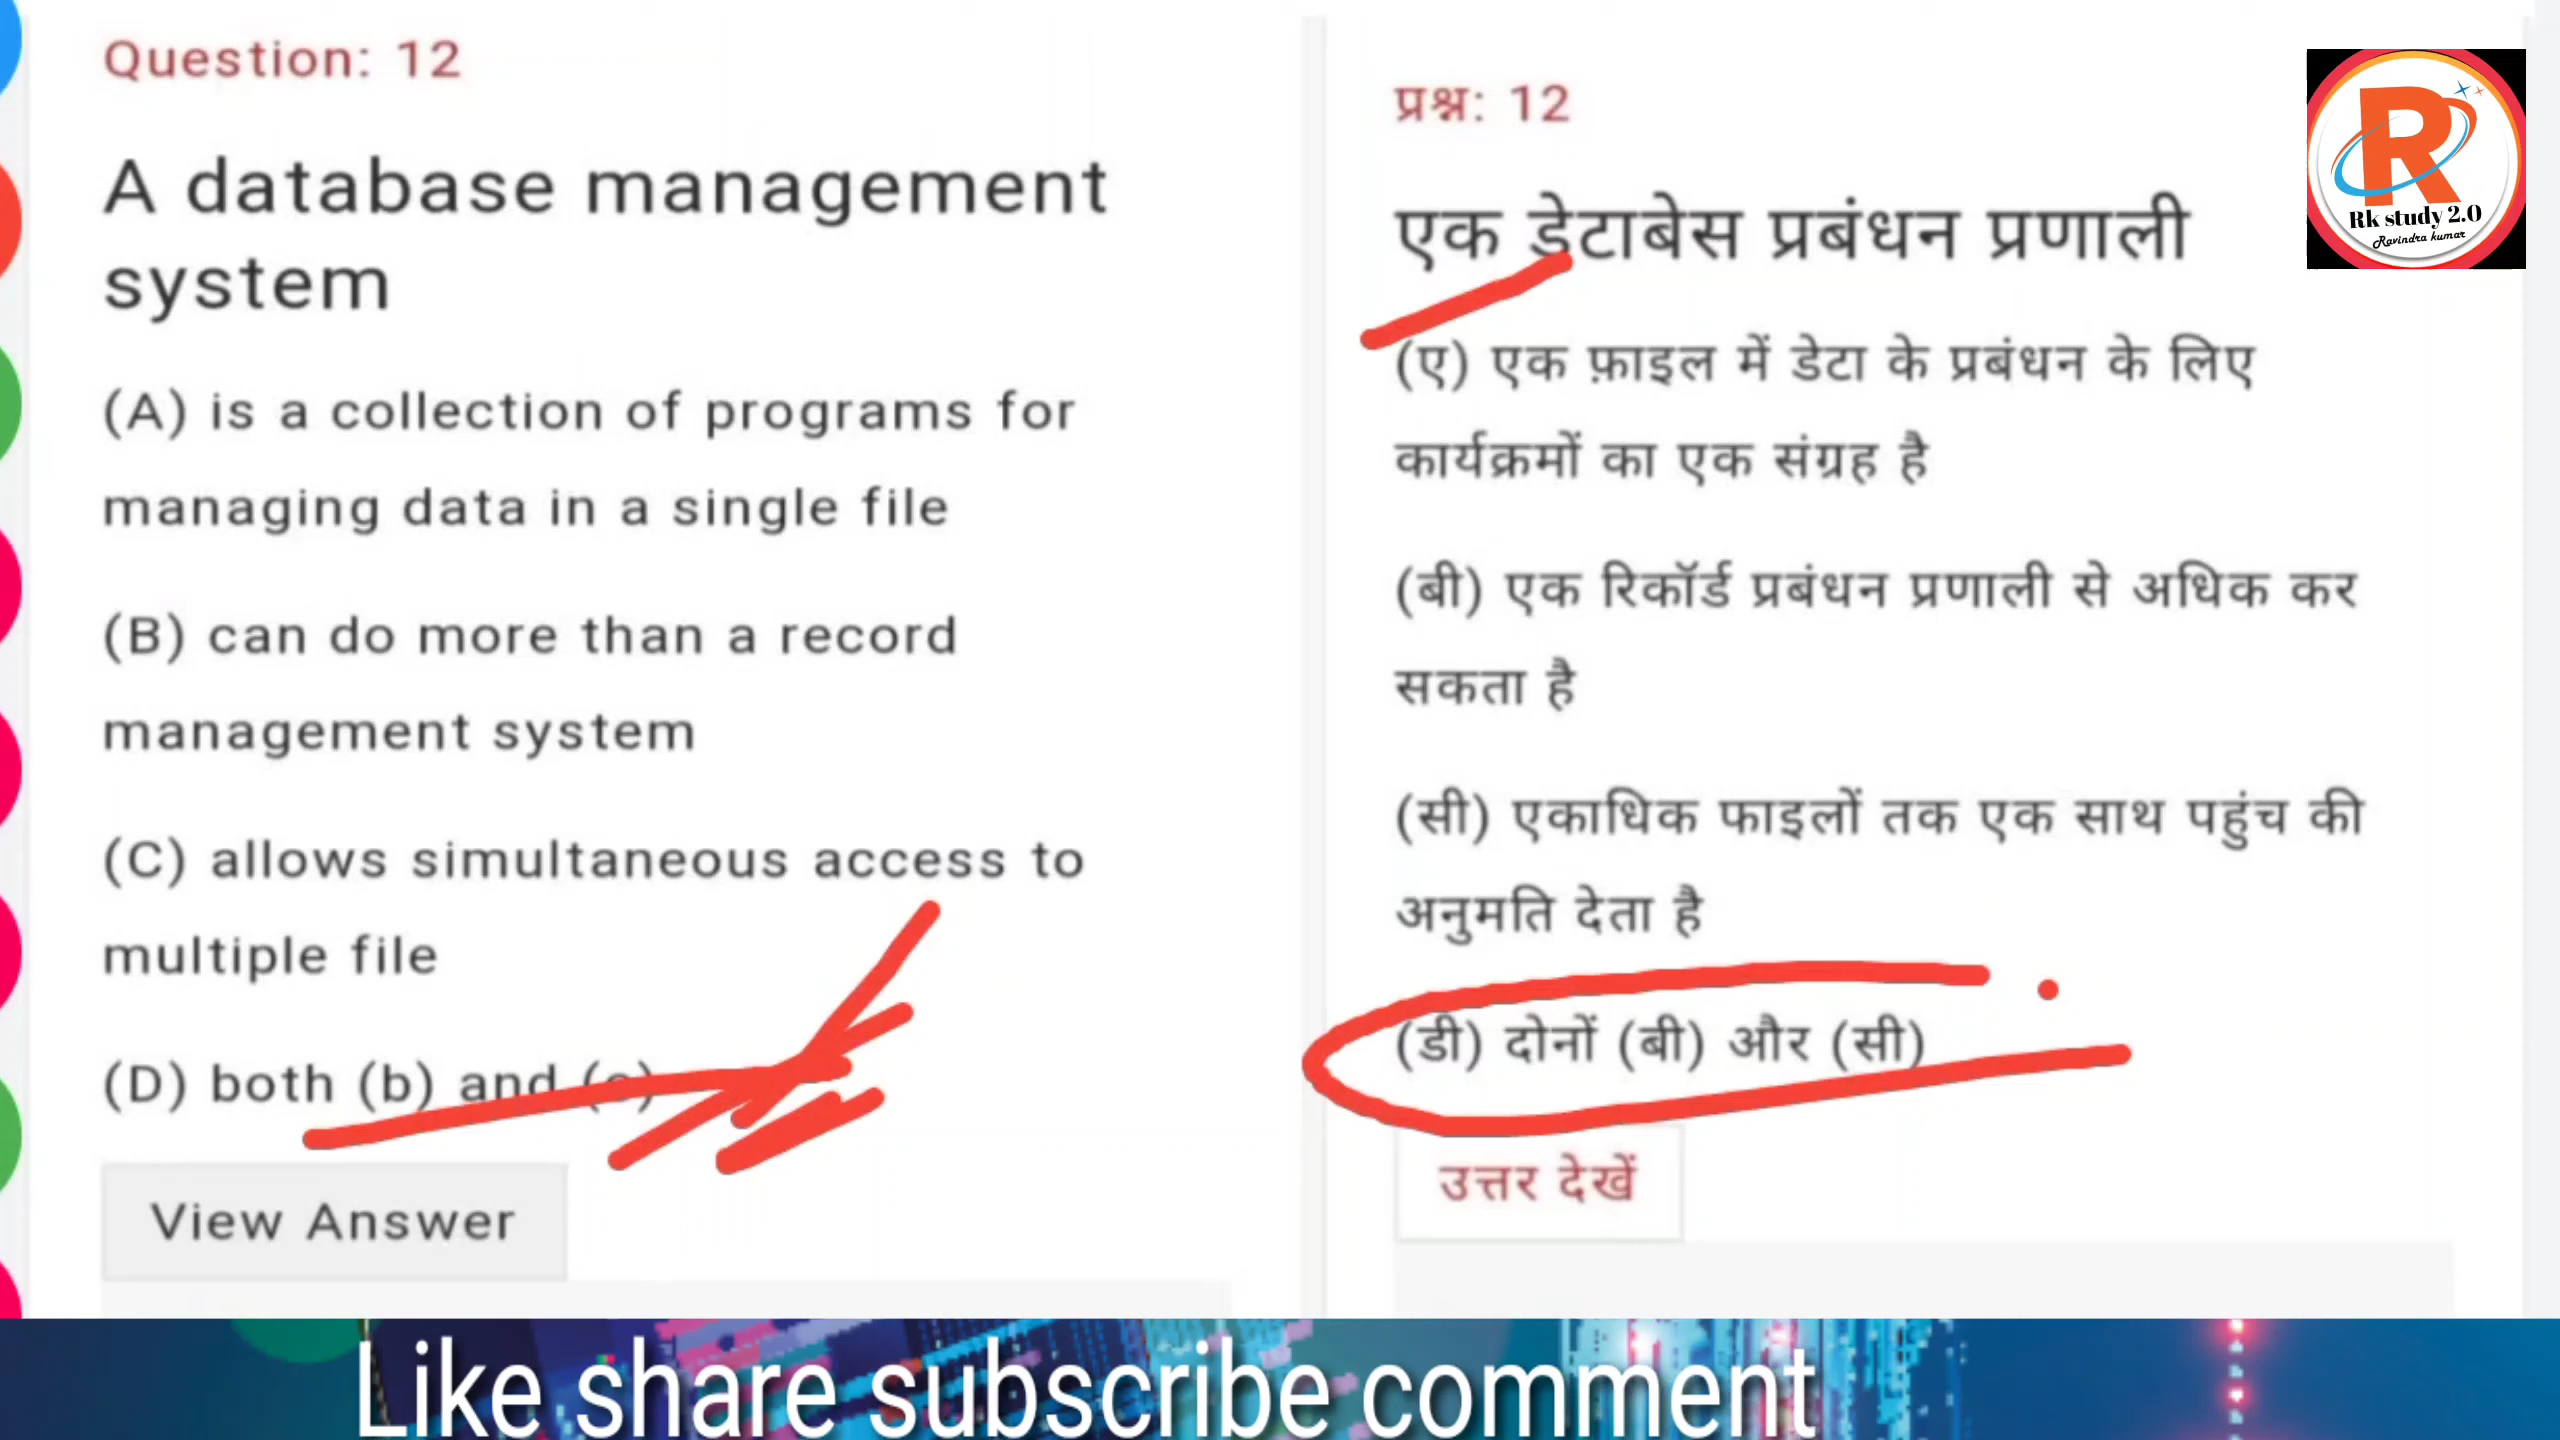 Question: 12
A database management
system
(A) is a collection of programs for
managing data in a single file
(B) can do more than a record
management system
(C) allows simultaneous access to
multiple file
(D) both (b) and (c)
View Answer
प्रश्न: 12
एक डेटाबेस प्रबंधन प्रणाली
(ए) एक फ़ाइल में डेटा के प्रबंधन के लिए
कार्यक्रमों का एक संग्रह है
(बी) एक रिकॉर्ड प्रबंधन प्रणाली से अधिक कर
सकता है
(सी) एकाधिक फाइलों तक एक साथ पहुंच की
अनुमति देता है
(डी) दोनों (बी) और (सी)
उत्तर देखें
R
Rk study 2.0
Ravindra kumar
Like share subscribe comment